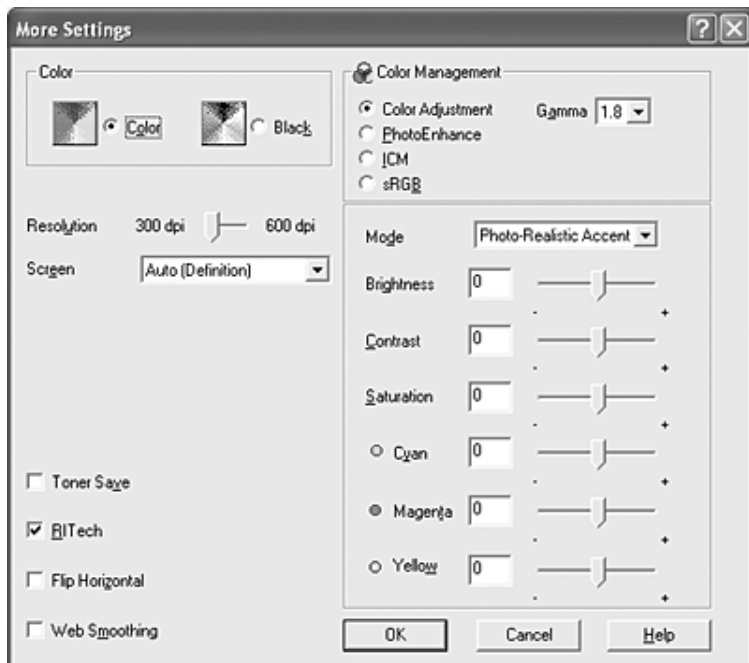 More Settings
Color
Color
Black
Resolution 300 dpi 600 dpi
Screen Auto (Definition)
Toner Save
RITech
Flip Horizontal
Web Smoothing
Color Management
Color Adjustment Gamma 1.8
PhotoEnhance
ICM
sRGB
Mode Photo-Realistic Accent
Brightness 0
- +
Contrast 0
- +
Saturation 0
- +
Cyan 0
- +
Magenta 0
- +
Yellow 0
- +
OK Cancel Help